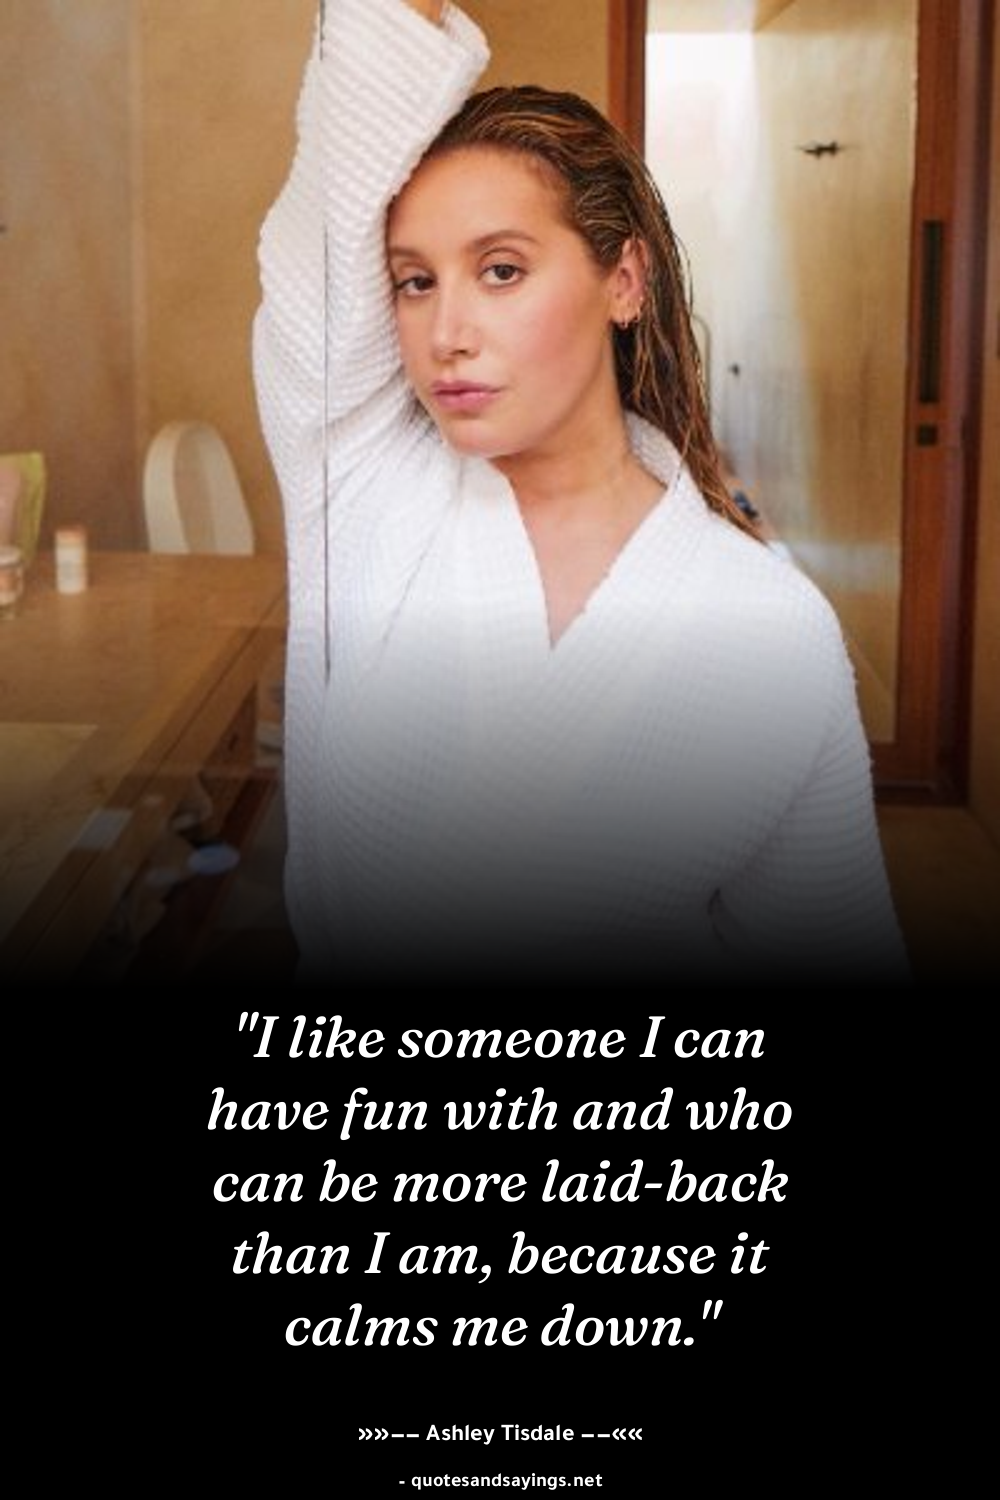 "I like someone I can
have fun with and who
can be more laid-back
than I am, because it
calms me down."
»»–– Ashley Tisdale ––««
- quotesandsayings.net